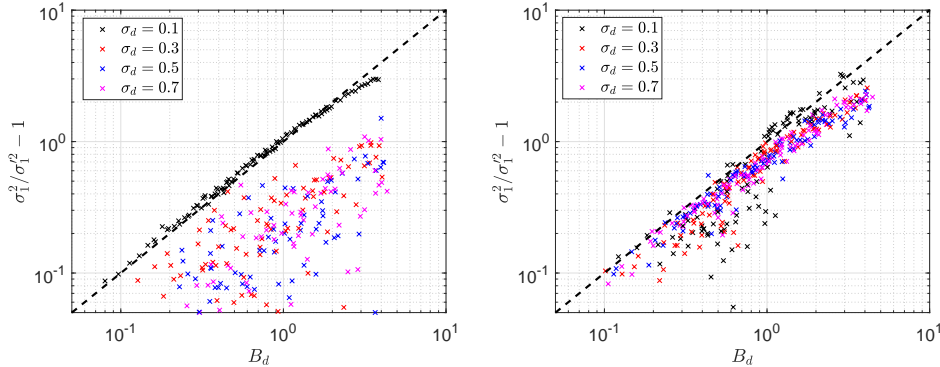 10^1
10^0
10^-1
σ_1^2/σ_1'^2 − 1
× σ_d = 0.1
× σ_d = 0.3
× σ_d = 0.5
× σ_d = 0.7
10^-1 10^0 10^1
B_d
10^1
10^0
10^-1
σ_1^2/σ_1'^2 − 1
× σ_d = 0.1
× σ_d = 0.3
× σ_d = 0.5
× σ_d = 0.7
10^-1 10^0 10^1
B_d